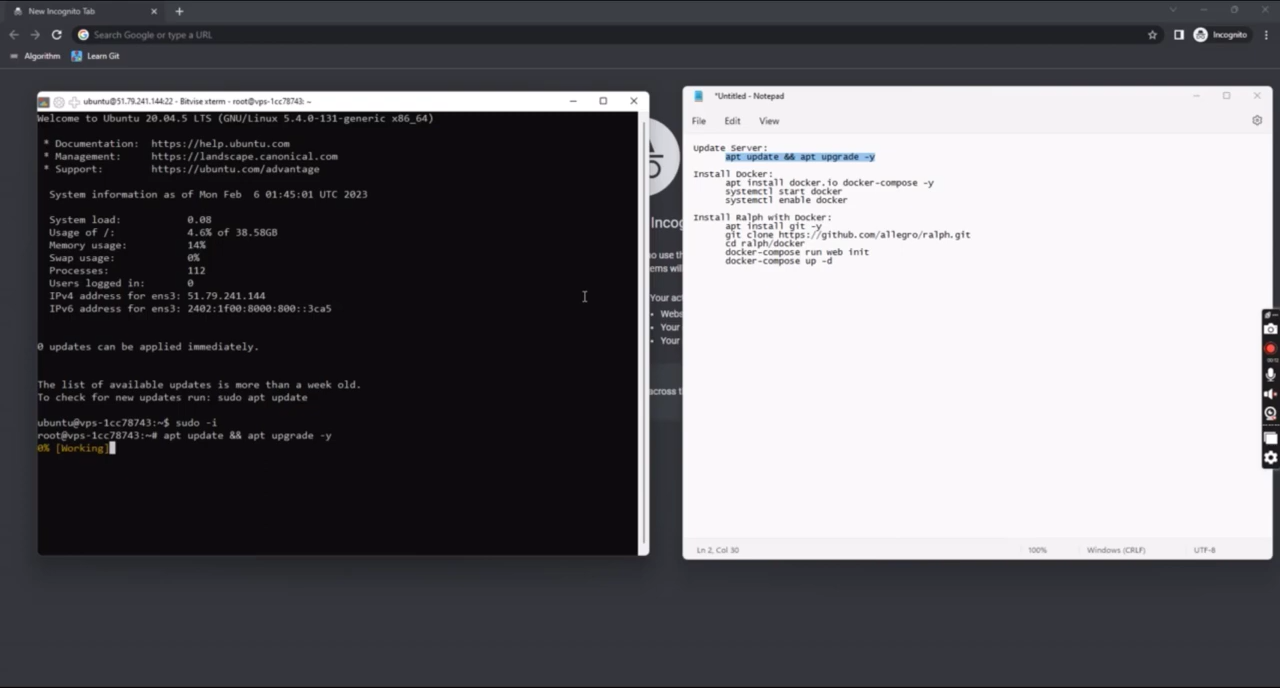 New Incognito Tab
Search Google or type a URL
Incognito
Algorithm
Learn Git
ubuntu@51.79.241.144:22 - Bitvise xterm - root@vps-1cc78743: ~
Welcome to Ubuntu 20.04.5 LTS (GNU/Linux 5.4.0-131-generic x86_64)
* Documentation: https://help.ubuntu.com
* Management: https://landscape.canonical.com
* Support: https://ubuntu.com/advantage
System information as of Mon Feb 6 01:45:01 UTC 2023
System load: 0.08
Usage of /: 4.6% of 38.58GB
Memory usage: 14%
Swap usage: 0%
Processes: 112
Users logged in: 0
IPv4 address for ens3: 51.79.241.144
IPv6 address for ens3: 2402:1f00:8000:800::3ca5
0 updates can be applied immediately.
The list of available updates is more than a week old.
To check for new updates run: sudo apt update
ubuntu@vps-1cc78743:~$ sudo -i
root@vps-1cc78743:~# apt update && apt upgrade -y
0% [Working]
Incog
Your
Your
across
*Untitled - Notepad
File Edit View
Update Server:
apt update && apt upgrade -y
Install Docker:
apt install docker.io docker-compose -y
systemctl start docker
systemctl enable docker
Install Ralph with Docker:
apt install git -y
git clone https://github.com/allegro/ralph.git
cd ralph/docker
docker-compose run web init
docker-compose up -d
Ln 2, Col 30
100%
Windows (CRLF)
UTF-8